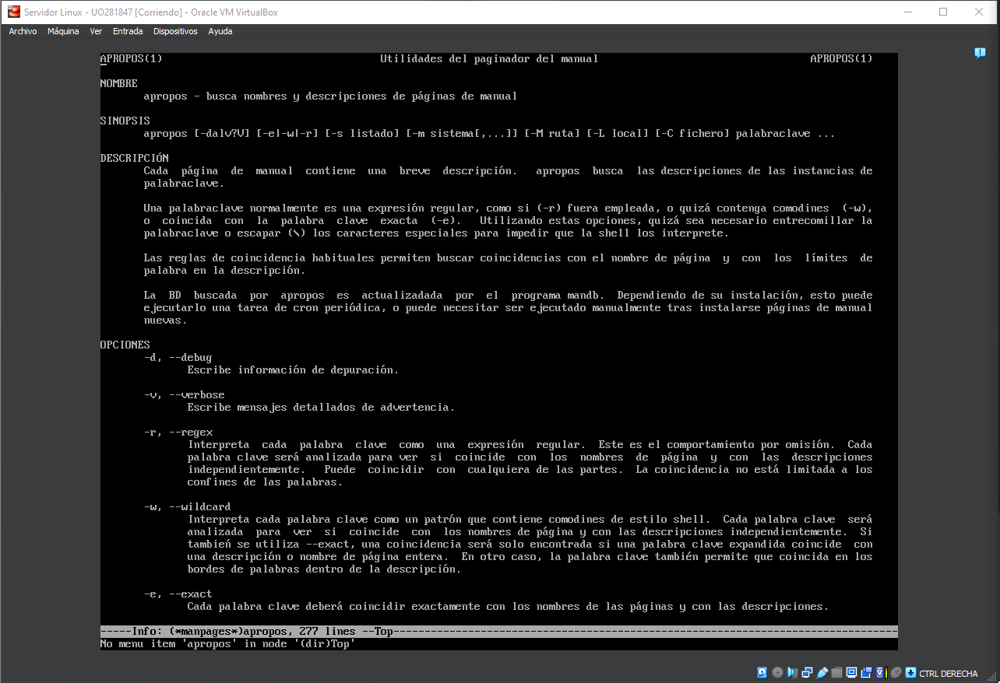 Servidor Linux - UO281847 [Corriendo] - Oracle VM VirtualBox
Archivo Máquina Ver Entrada Dispositivos Ayuda
APROPOS(1) Utilidades del paginador del manual APROPOS(1)
NOMBRE
apropos - busca nombres y descripciones de páginas de manual
SINOPSIS
apropos [-dalv?V] [-e|-w|-r] [-s listado] [-m sistema[,...]] [-M ruta] [-L local] [-C fichero] palabraclave ...
DESCRIPCIÓN
Cada página de manual contiene una breve descripción. apropos busca las descripciones de las instancias de
palabraclave.
Una palabraclave normalmente es una expresión regular, como si (-r) fuera empleada, o quizá contenga comodines (-w),
o coincida con la palabra clave exacta (-e). Utilizando estas opciones, quizá sea necesario entrecomillar la
palabraclave o escapar (\) los caracteres especiales para impedir que la shell los interprete.
Las reglas de coincidencia habituales permiten buscar coincidencias con el nombre de página y con los límites de
palabra en la descripción.
La BD buscada por apropos es actualizadada por el programa mandb. Dependiendo de su instalación, esto puede
ejecutarlo una tarea de cron periódica, o puede necesitar ser ejecutado manualmente tras instalarse páginas de manual
nuevas.
OPCIONES
-d, --debug
Escribe información de depuración.
-v, --verbose
Escribe mensajes detallados de advertencia.
-r, --regex
Interpreta cada palabra clave como una expresión regular. Este es el comportamiento por omisión. Cada
palabra clave será analizada para ver si coincide con los nombres de página y con las descripciones
independientemente. Puede coincidir con cualquiera de las partes. La coincidencia no está limitada a los
confines de las palabras.
-w, --wildcard
Interpreta cada palabra clave como un patrón que contiene comodines de estilo shell. Cada palabra clave será
analizada para ver si coincide con los nombres de página y con las descripciones independientemente. Si
tambień se utiliza --exact, una coincidencia será solo encontrada si una palabra clave expandida coincide con
una descripción o nombre de página entera. En otro caso, la palabra clave también permite que coincida en los
bordes de palabras dentro de la descripción.
-e, --exact
Cada palabra clave deberá coincidir exactamente con los nombres de las páginas y con las descripciones.
-----Info: (*manpages*)apropos, 277 lines --Top---------------------------------------------------------------------------------
No menu item 'apropos' in node '(dir)Top'
CTRL DERECHA